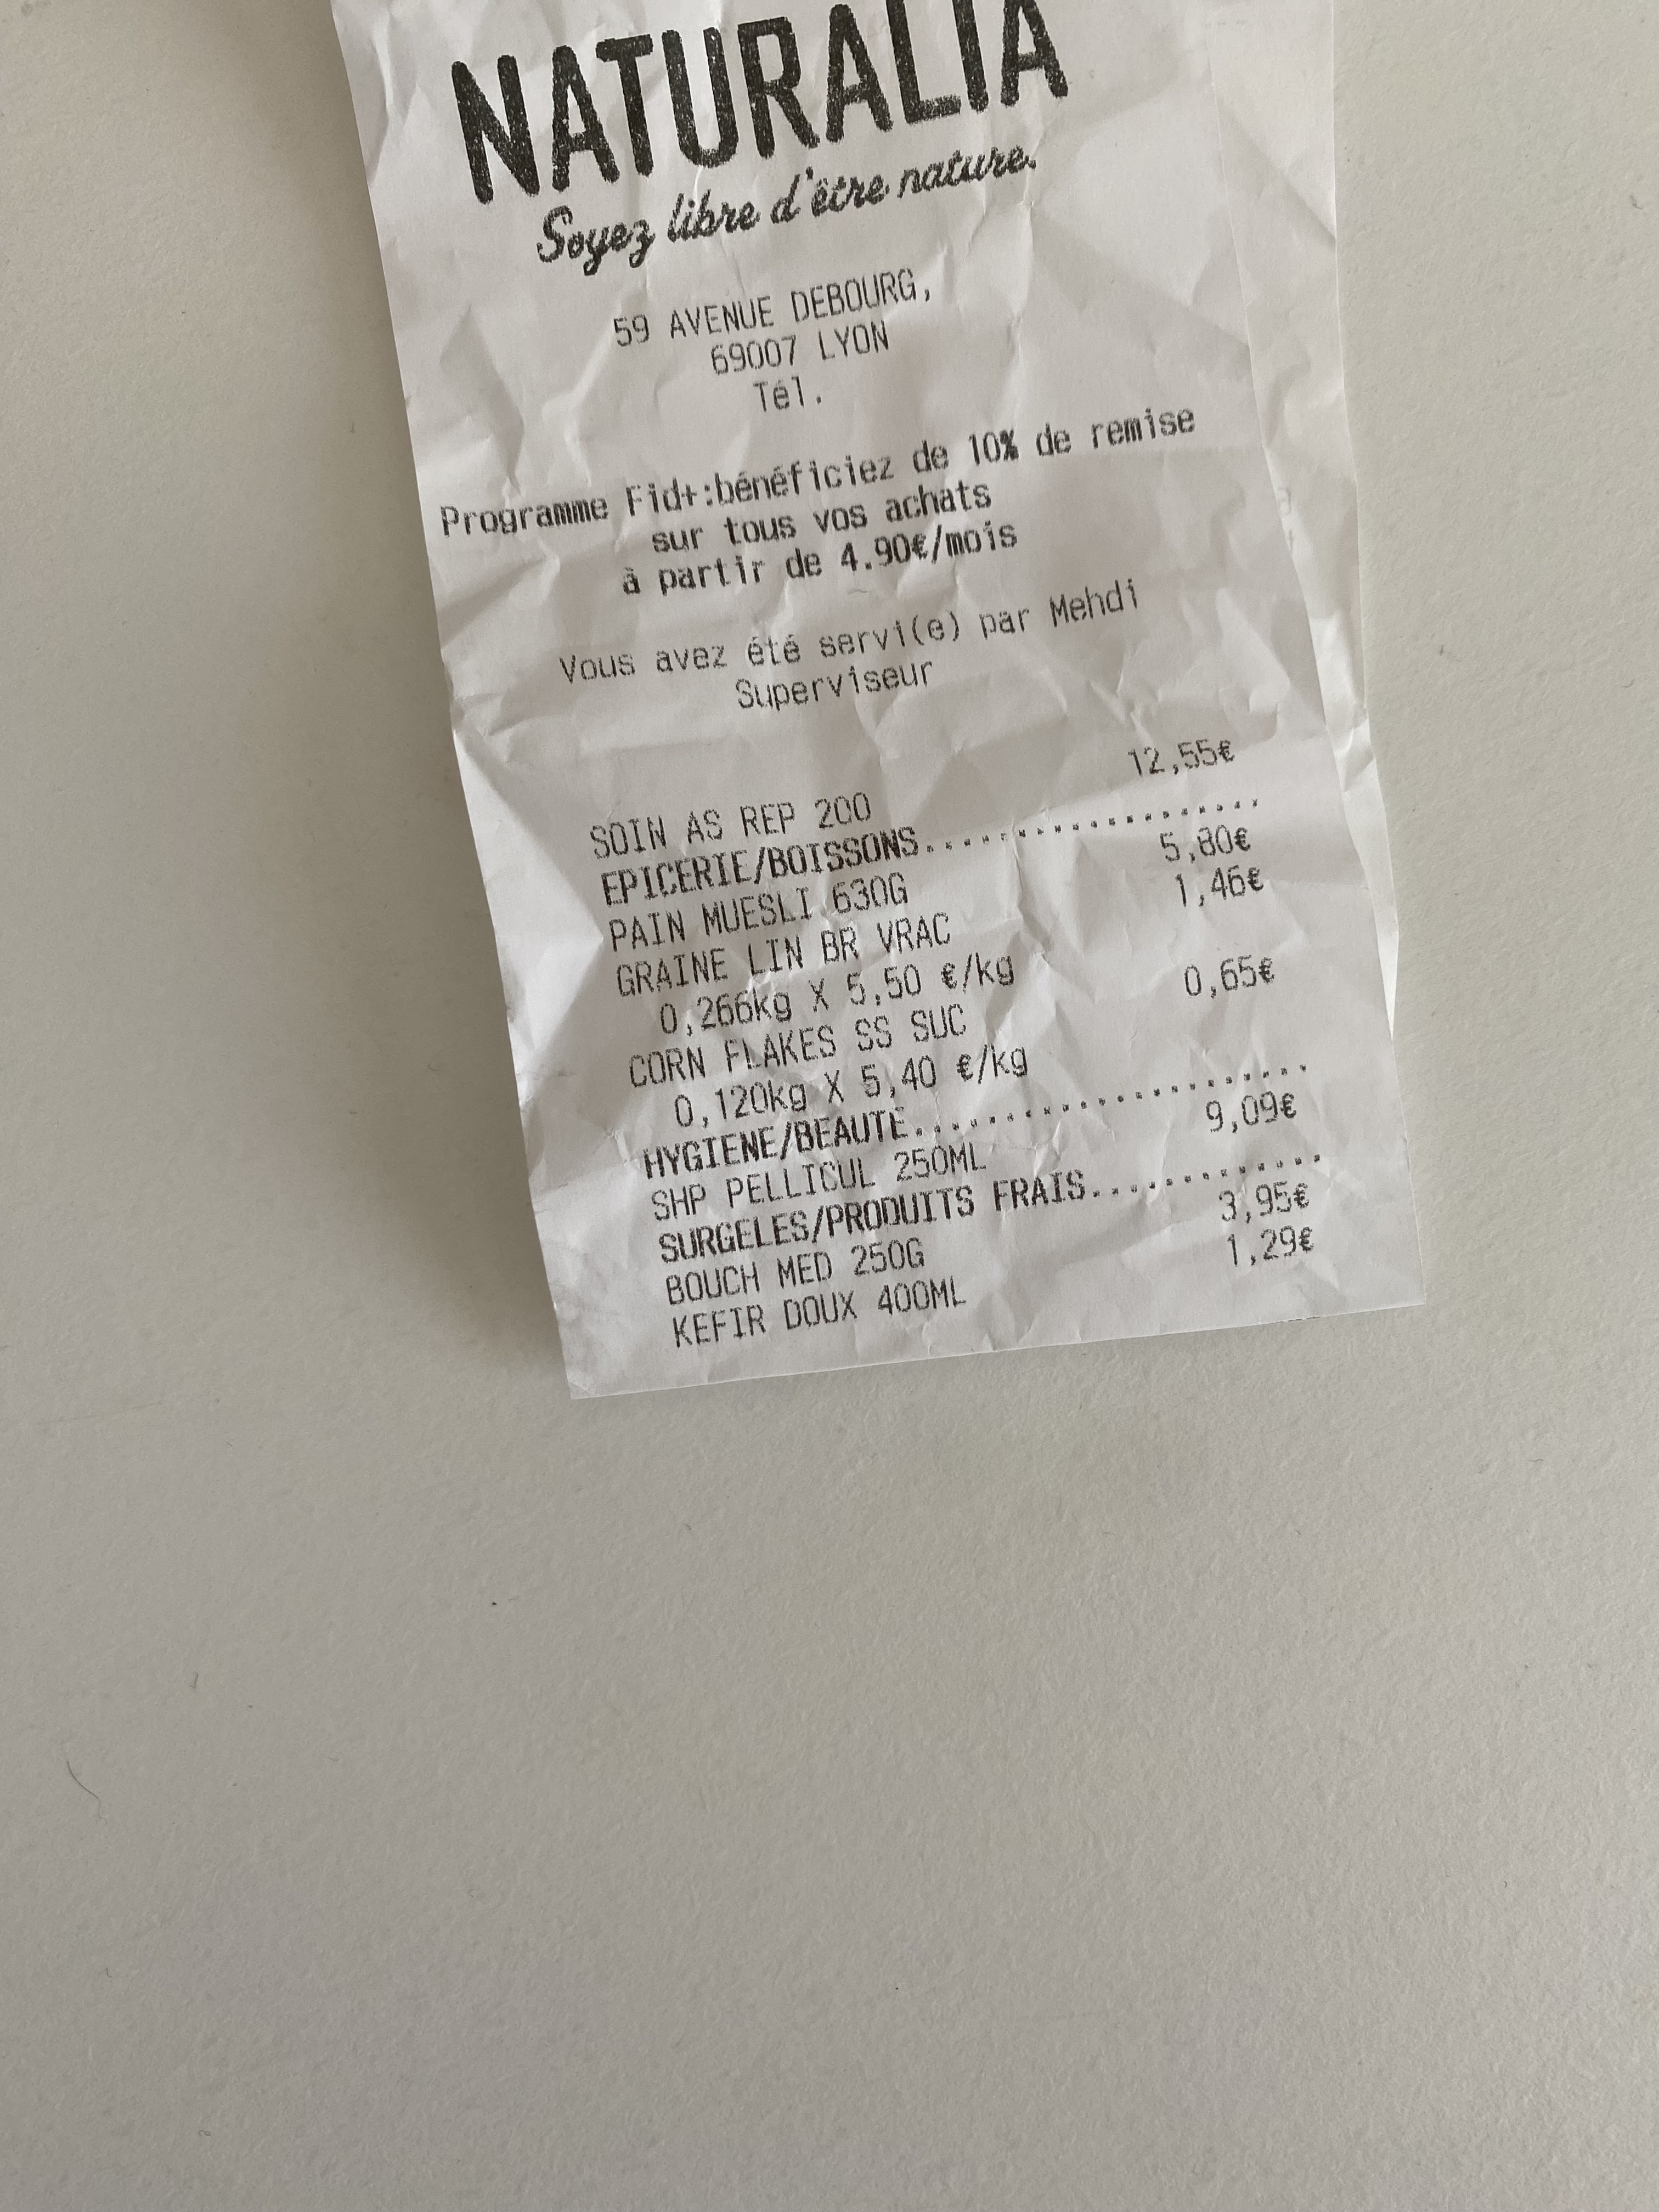 NATURALIA
Soyez libre d'être nature.
59 AVENUE DEBOURG,
69007 LYON
Tél.
Programme Fid+:bénéficiez de 10% de remise
sur tous vos achats
à partir de 4.90€/mois
Vous avez été servi(e) par Mehdi
Superviseur
SOIN AS REP 200 12,55€
EPICERIE/BOISSONS....................
PAIN MUESLI 630G 5,80€
GRAINE LIN BR VRAC 1,46€
0,266kg X 5,50 €/kg
CORN FLAKES SS SUC 0,65€
0,120kg X 5,40 €/kg
HYGIENE/BEAUTE.......................
SHP PELLICUL 250ML 9,09€
SURGELES/PRODUITS FRAIS.............
BOUCH MED 250G 3,95€
KEFIR DOUX 400ML 1,29€